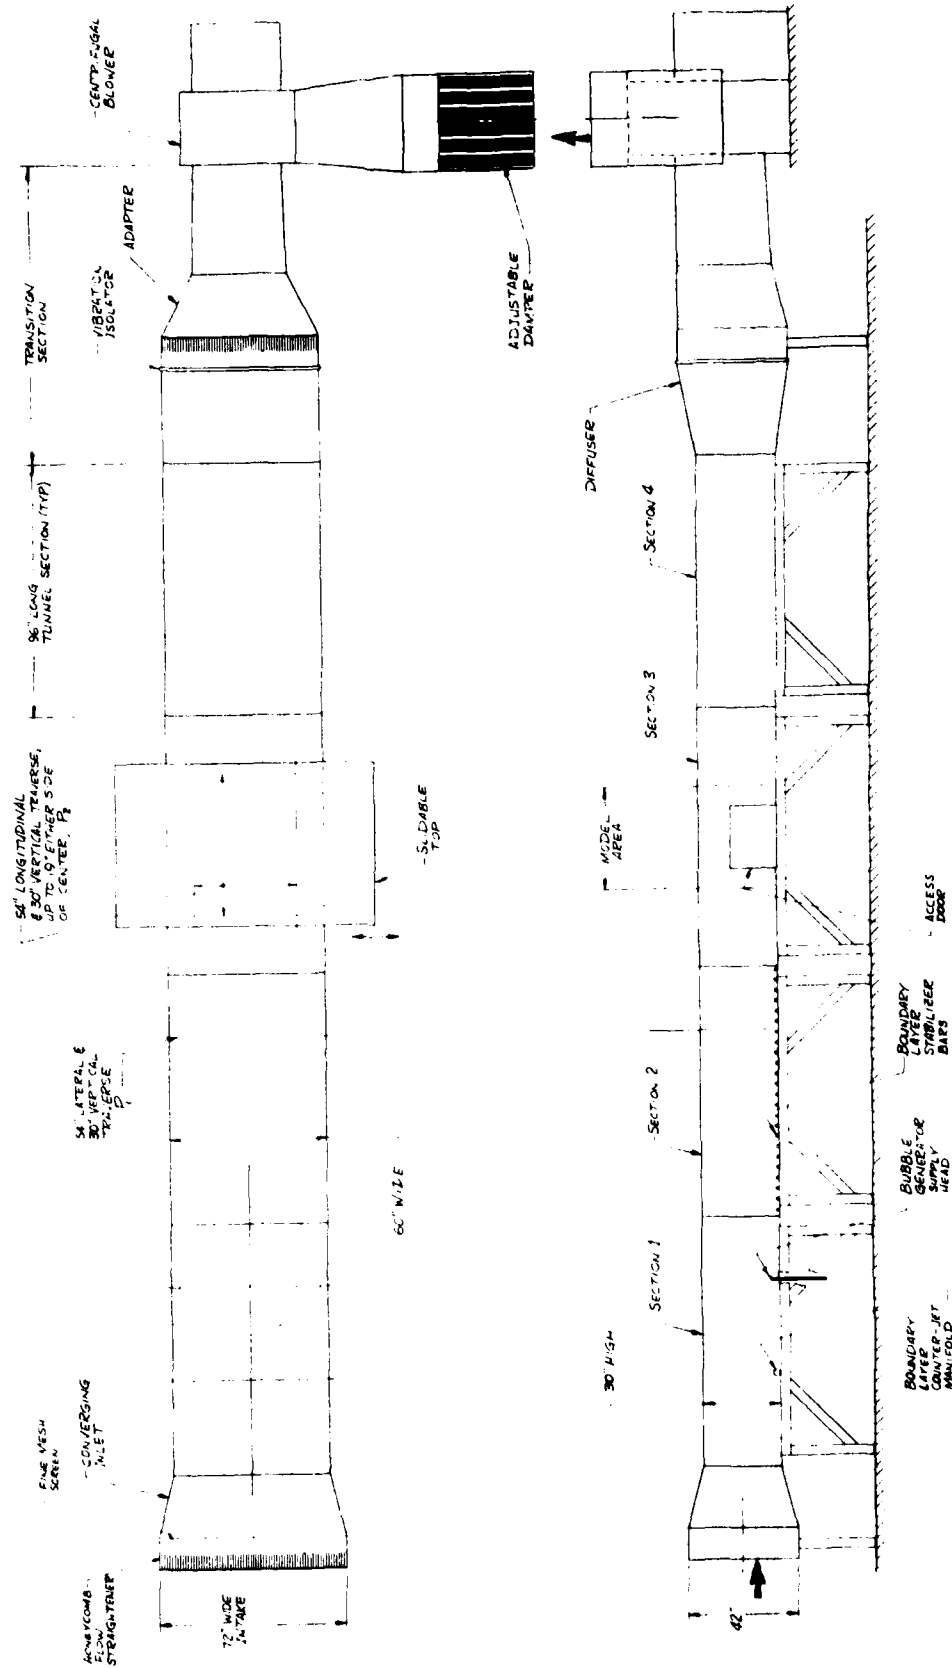 CENTRIFUGAL
BLOWER
ADAPTER
VIBRATION
ISOLATOR
TRANSITION
SECTION
ADJUSTABLE
DAMPER
96" LONG
TUNNEL SECTION (TYP)
54" LONGITUDINAL
& 30" VERTICAL TRAVERSE,
UP TO 19" EITHER SIDE
OF CENTER, P2
SLIDABLE
TOP
54" LATERAL &
30" VERTICAL
TRAVERSE
P1
60" WIDE
FINE MESH
SCREEN
CONVERGING
INLET
HONEYCOMB
FLOW
STRAIGHTENER
72" WIDE
INTAKE
DIFFUSER
SECTION 4
SECTION 3
MODEL
AREA
SECTION 2
SECTION 1
30" HIGH
42"
ACCESS
DOOR
BOUNDARY
LAYER
STABILIZER
BARS
BUBBLE
GENERATOR
SUPPLY
HEAD
BOUNDARY
LAYER
COUNTER-JET
MANIFOLD